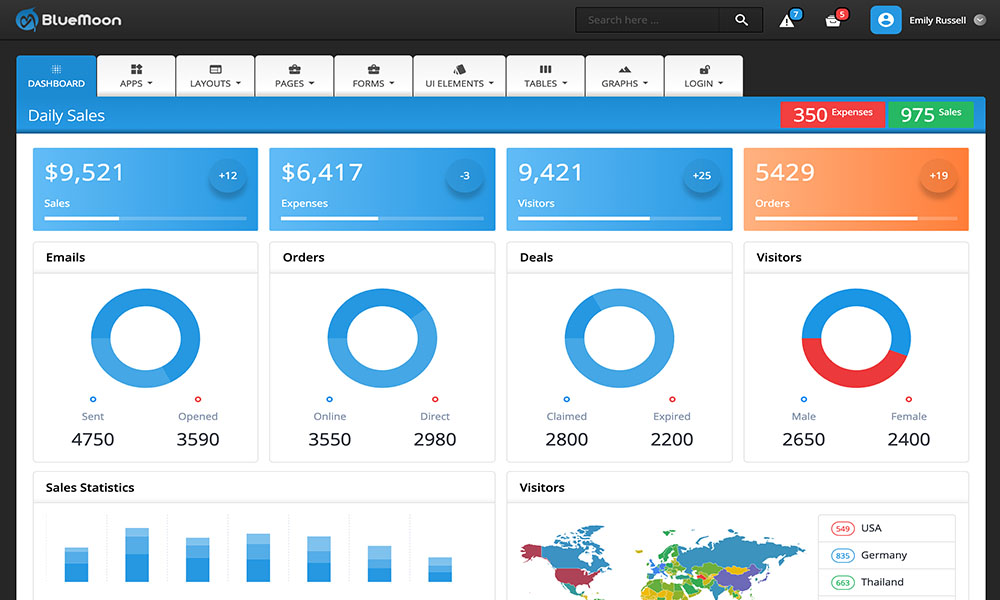 BlueMoon
Search here ...
7
5
Emily Russell
DASHBOARD
APPS
LAYOUTS
PAGES
FORMS
UI ELEMENTS
TABLES
GRAPHS
LOGIN
Daily Sales
350 Expenses
975 Sales
$9,521
+12
Sales
$6,417
-3
Expenses
9,421
+25
Visitors
5429
+19
Orders
Emails
Sent
Opened
4750
3590
Orders
Online
Direct
3550
2980
Deals
Claimed
Expired
2800
2200
Visitors
Male
Female
2650
2400
Sales Statistics
Visitors
549 USA
835 Germany
663 Thailand